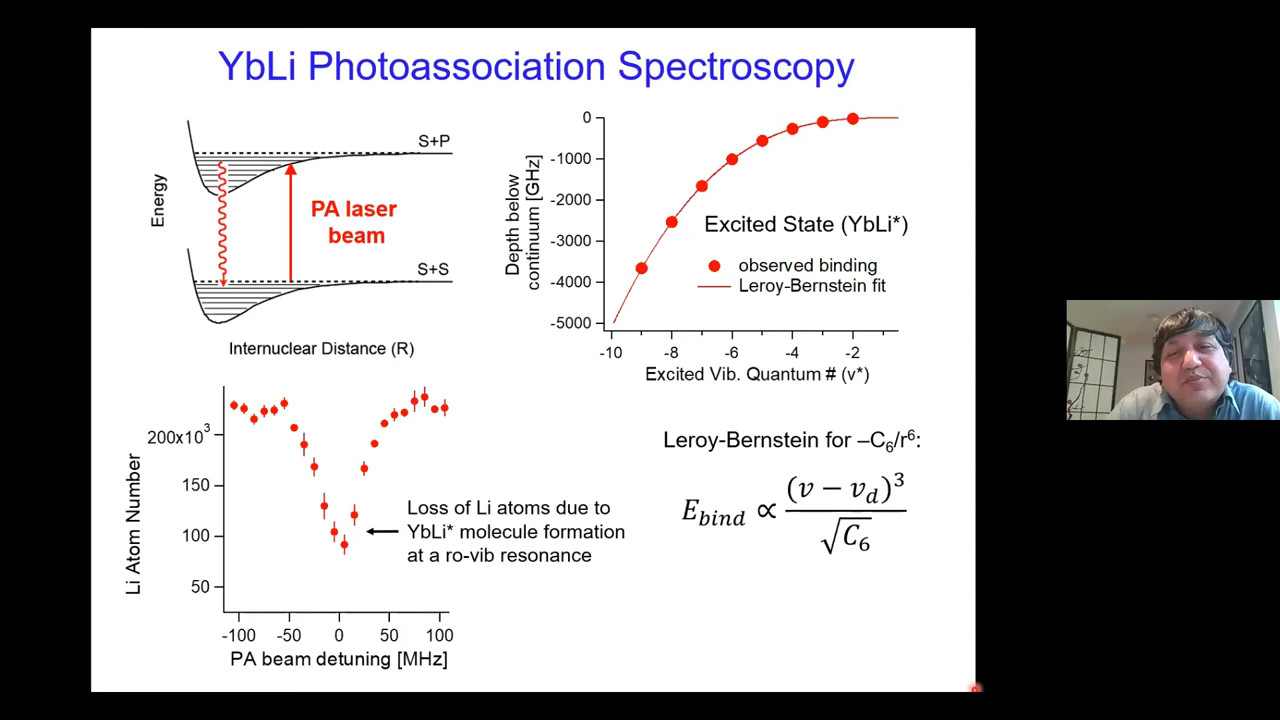 YbLi Photoassociation Spectroscopy
Energy
S+P
PA laser
beam
S+S
Internuclear Distance (R)
Depth below
continuum [GHz]
0
-1000
-2000
-3000
-4000
-5000
Excited State (YbLi*)
observed binding
Leroy-Bernstein fit
-10
-8
-6
-4
-2
Excited Vib. Quantum # (v*)
Li Atom Number
200x10³
150
100
50
Loss of Li atoms due to
YbLi* molecule formation
at a ro-vib resonance
-100
-50
0
50
100
PA beam detuning [MHz]
Leroy-Bernstein for –C₆/r⁶:
E_bind ∝ (v − v_d)³ / √C₆